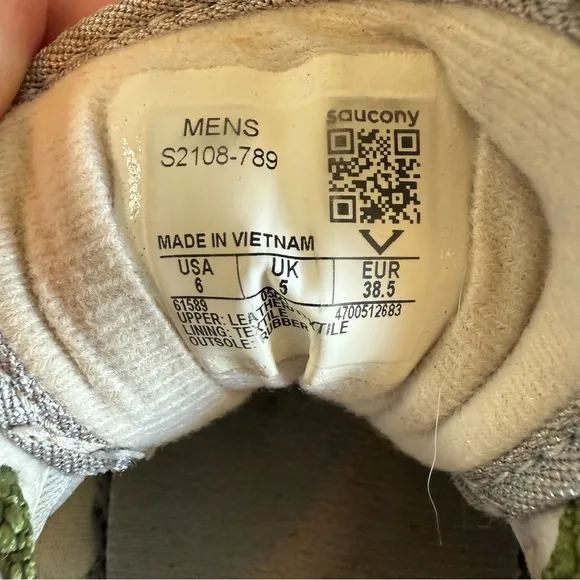 saucony
MENS
S2108-789
MADE IN VIETNAM
USA UK EUR
6 5 38.5
61589 4700512683
UPPER: LEATHER
LINING: TEXTILE
OUTSOLE: RUBBER